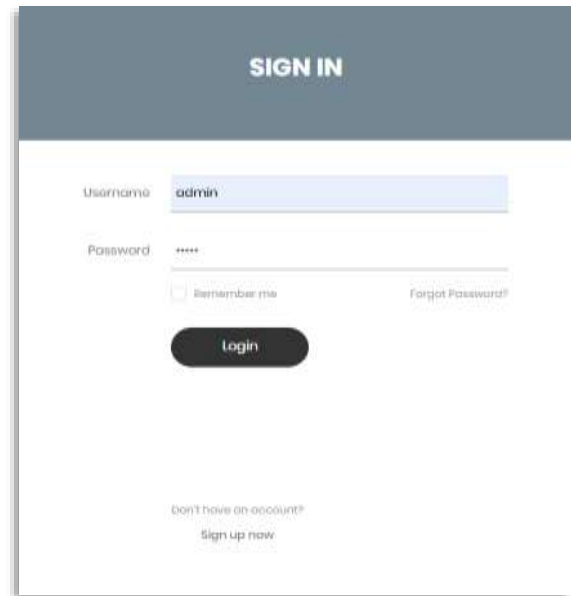 SIGN IN
Username admin
Password •••••
Remember me Forgot Password?
Login
Don't have an account?
Sign up now